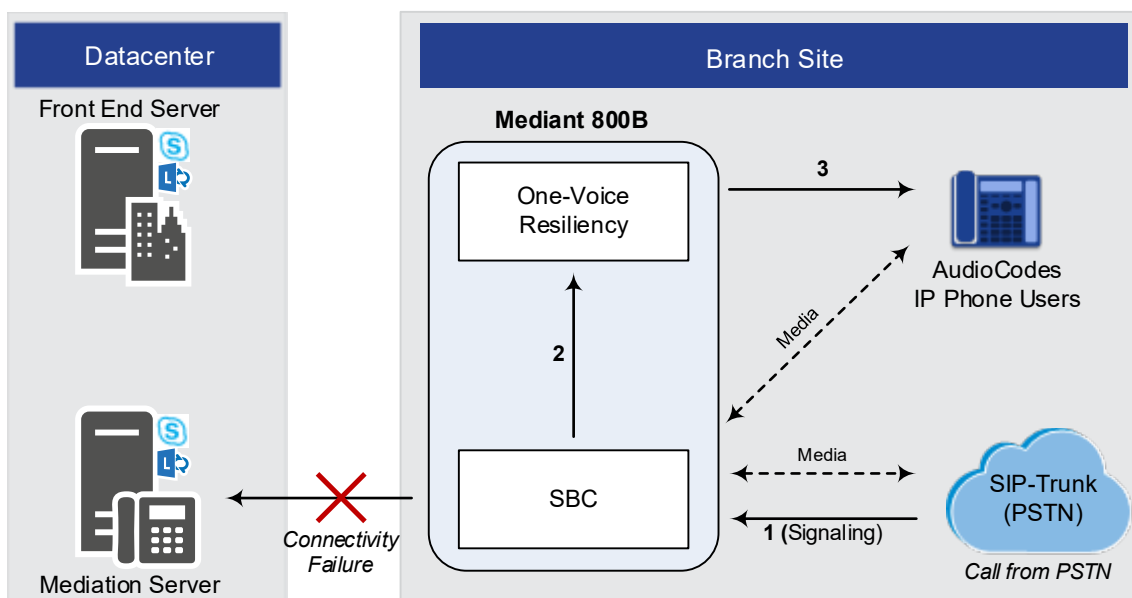 Datacenter
Branch Site
Front End Server
Mediant 800B
One-Voice
Resiliency
3
AudioCodes
IP Phone Users
Media
2
Media
SBC
SIP-Trunk
(PSTN)
1 (Signaling)
Connectivity
Failure
Call from PSTN
Mediation Server
S
L
S
L